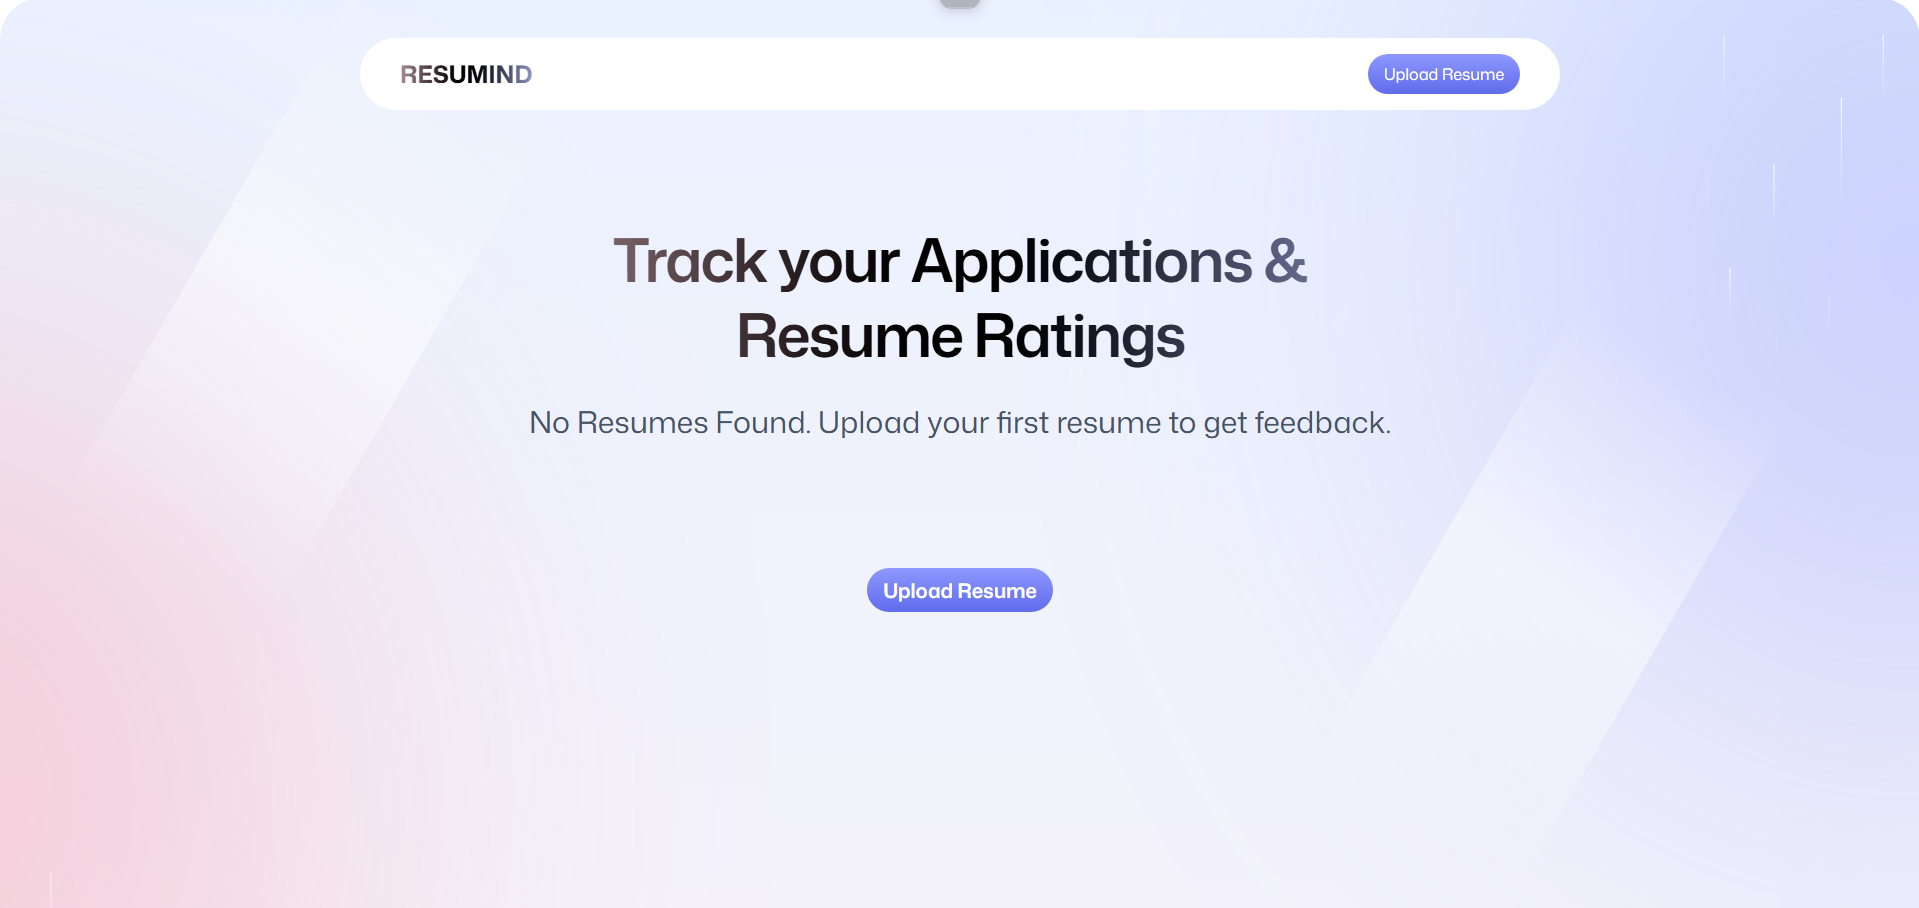 RESUMIND
Upload Resume
Track your Applications &
Resume Ratings
No Resumes Found. Upload your first resume to get feedback.
Upload Resume